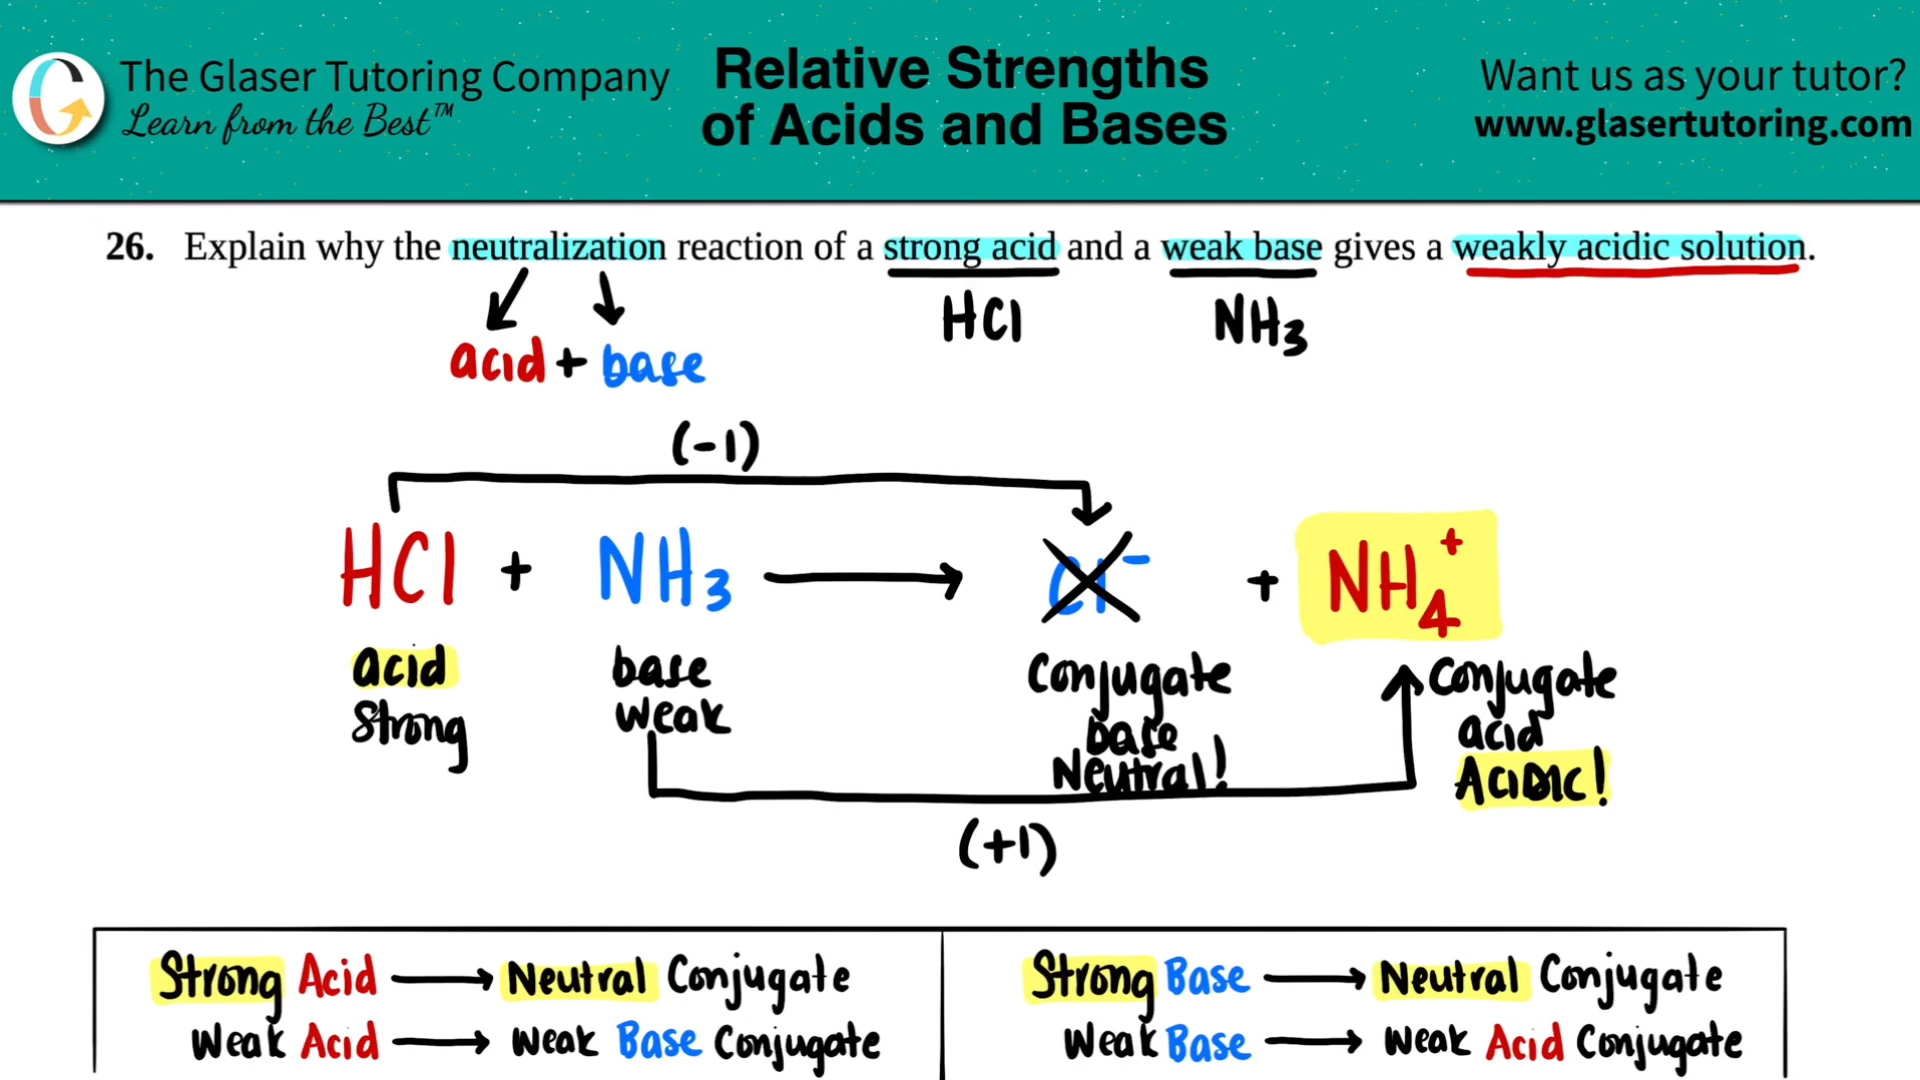 The Glaser Tutoring Company
Learn from the Best™
Relative Strengths
of Acids and Bases
Want us as your tutor?
www.glasertutoring.com
26. Explain why the neutralization reaction of a strong acid and a weak base gives a weakly acidic solution.
HCl NH₃
acid + base
(-1)
HCl + NH₃ → Cl⁻ + NH₄⁺
acid
strong
base
weak
conjugate
base
Neutral!
conjugate
acid
ACIDIC!
(+1)
Strong Acid → Neutral Conjugate
Weak Acid → Weak Base Conjugate
Strong Base → Neutral Conjugate
Weak Base → Weak Acid Conjugate